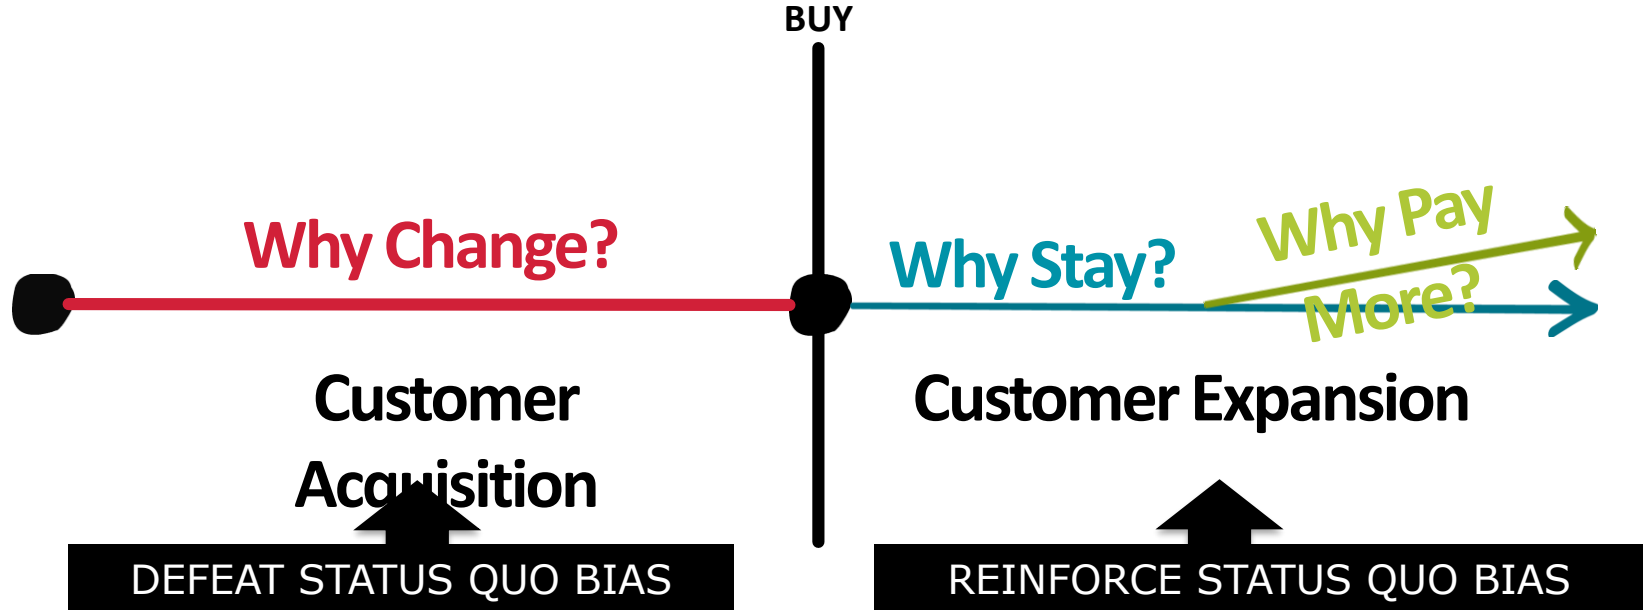 BUY
Why Change?
Why Stay?
Why Pay
More?
Customer
Acquisition
Customer Expansion
DEFEAT STATUS QUO BIAS
REINFORCE STATUS QUO BIAS